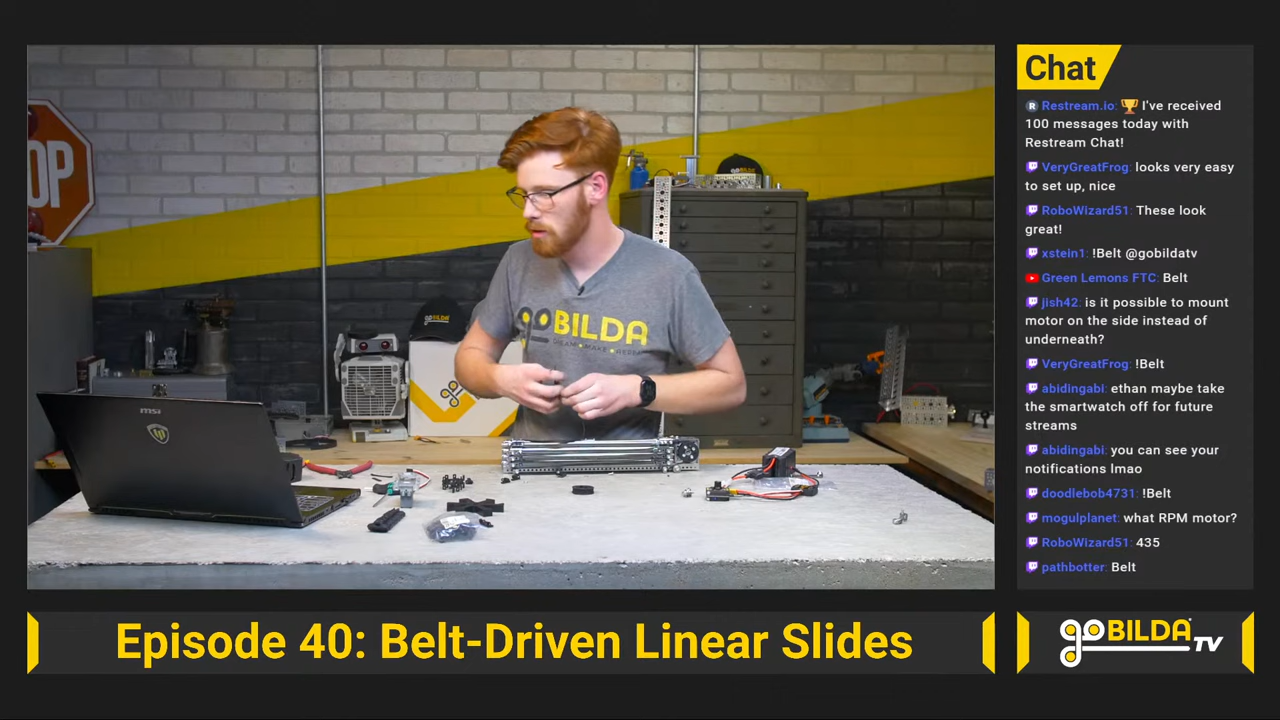 Chat
Restream.io: 🏆 I've received
100 messages today with
Restream Chat!
VeryGreatFrog: looks very easy
to set up, nice
RoboWizard51: These look
great!
xstein1: !Belt @gobildatv
Green Lemons FTC: Belt
jish42: is it possible to mount
motor on the side instead of
underneath?
VeryGreatFrog: !Belt
abidingabi: ethan maybe take
the smartwatch off for future
streams
abidingabi: you can see your
notifications lmao
doodlebob4731: !Belt
mogulplanet: what RPM motor?
RoboWizard51: 435
pathbotter: Belt
OP
goBILDA
msi
Episode 40: Belt-Driven Linear Slides
goBILDA TV